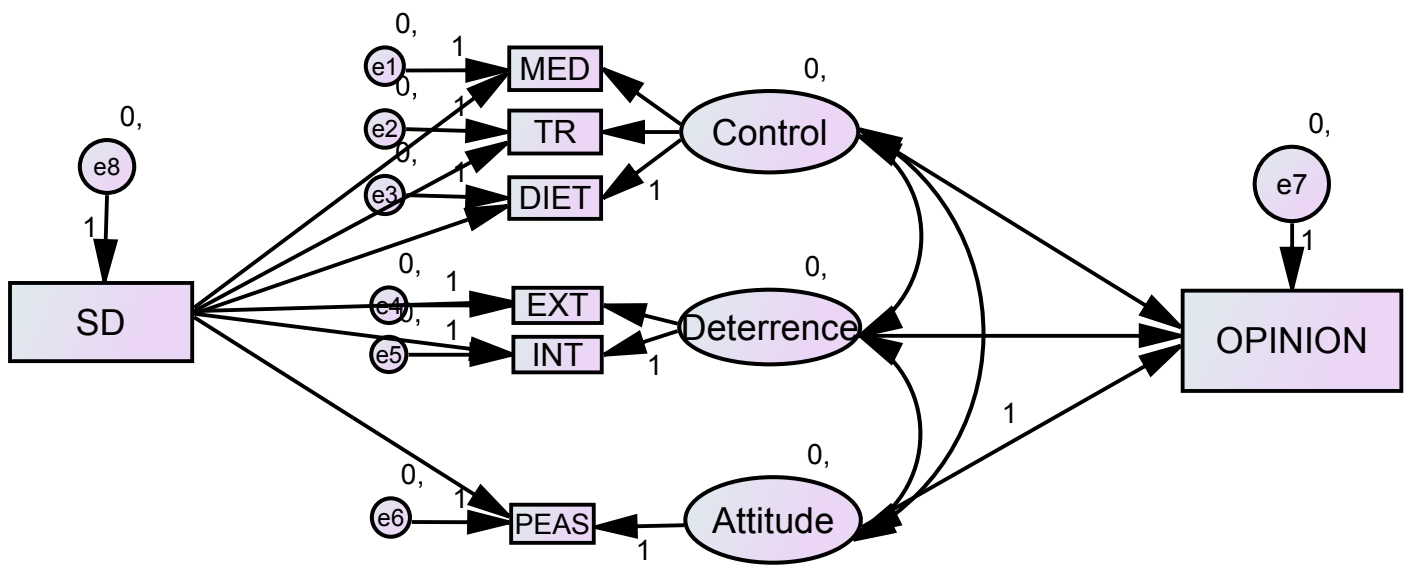 0,
e1
1
MED
0,
e2
1
TR
0,
e3
1
DIET
0,
Control
1
0,
e8
1
SD
0,
e4
1
EXT
0,
e5
1
INT
0,
Deterrence
1
0,
e7
1
OPINION
0,
e6
1
PEAS
0,
Attitude
1
1